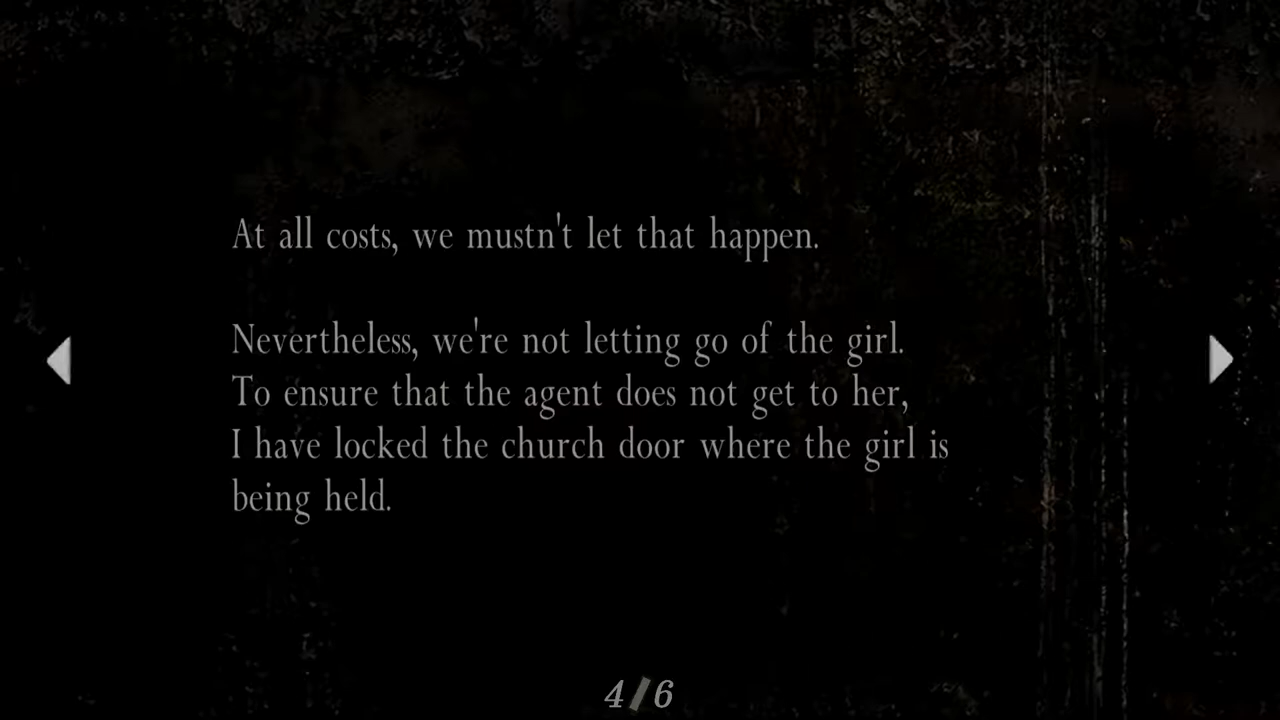 At all costs, we mustn't let that happen.
Nevertheless, we're not letting go of the girl.
To ensure that the agent does not get to her,
I have locked the church door where the girl is
being held.
4/6